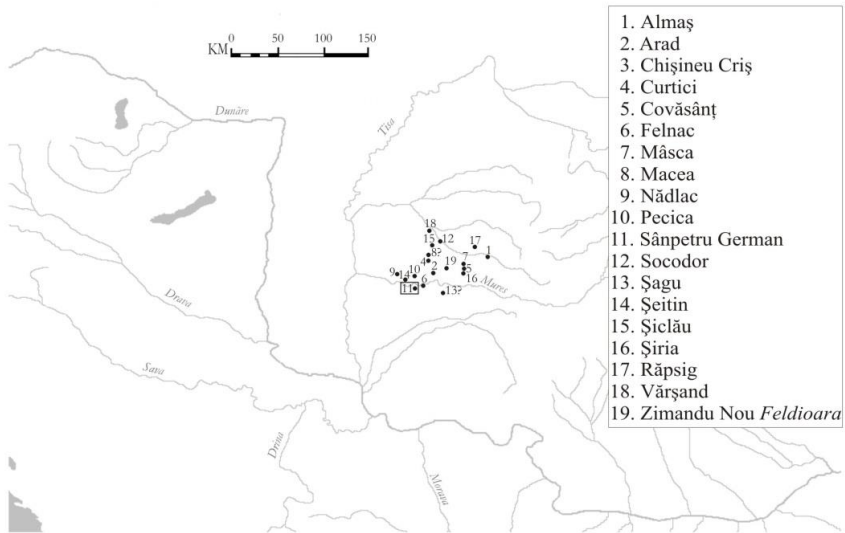 0 50 100 150
KM
1. Almaş
2. Arad
3. Chişineu Criş
4. Curtici
5. Covăsânţ
6. Felnac
7. Mâsca
8. Macea
9. Nădlac
10. Pecica
11. Sânpetru German
12. Socodor
13. Şagu
14. Şeitin
15. Şiclău
16. Şiria
17. Răpsig
18. Vărşand
19. Zimandu Nou Feldioara
Dunăre
Tisa
18
15
12
17
8?
1
4
7
9
10
2
19
5
14
6
16
Mureş
11
13?
Drava
Sava
Drina
Morava